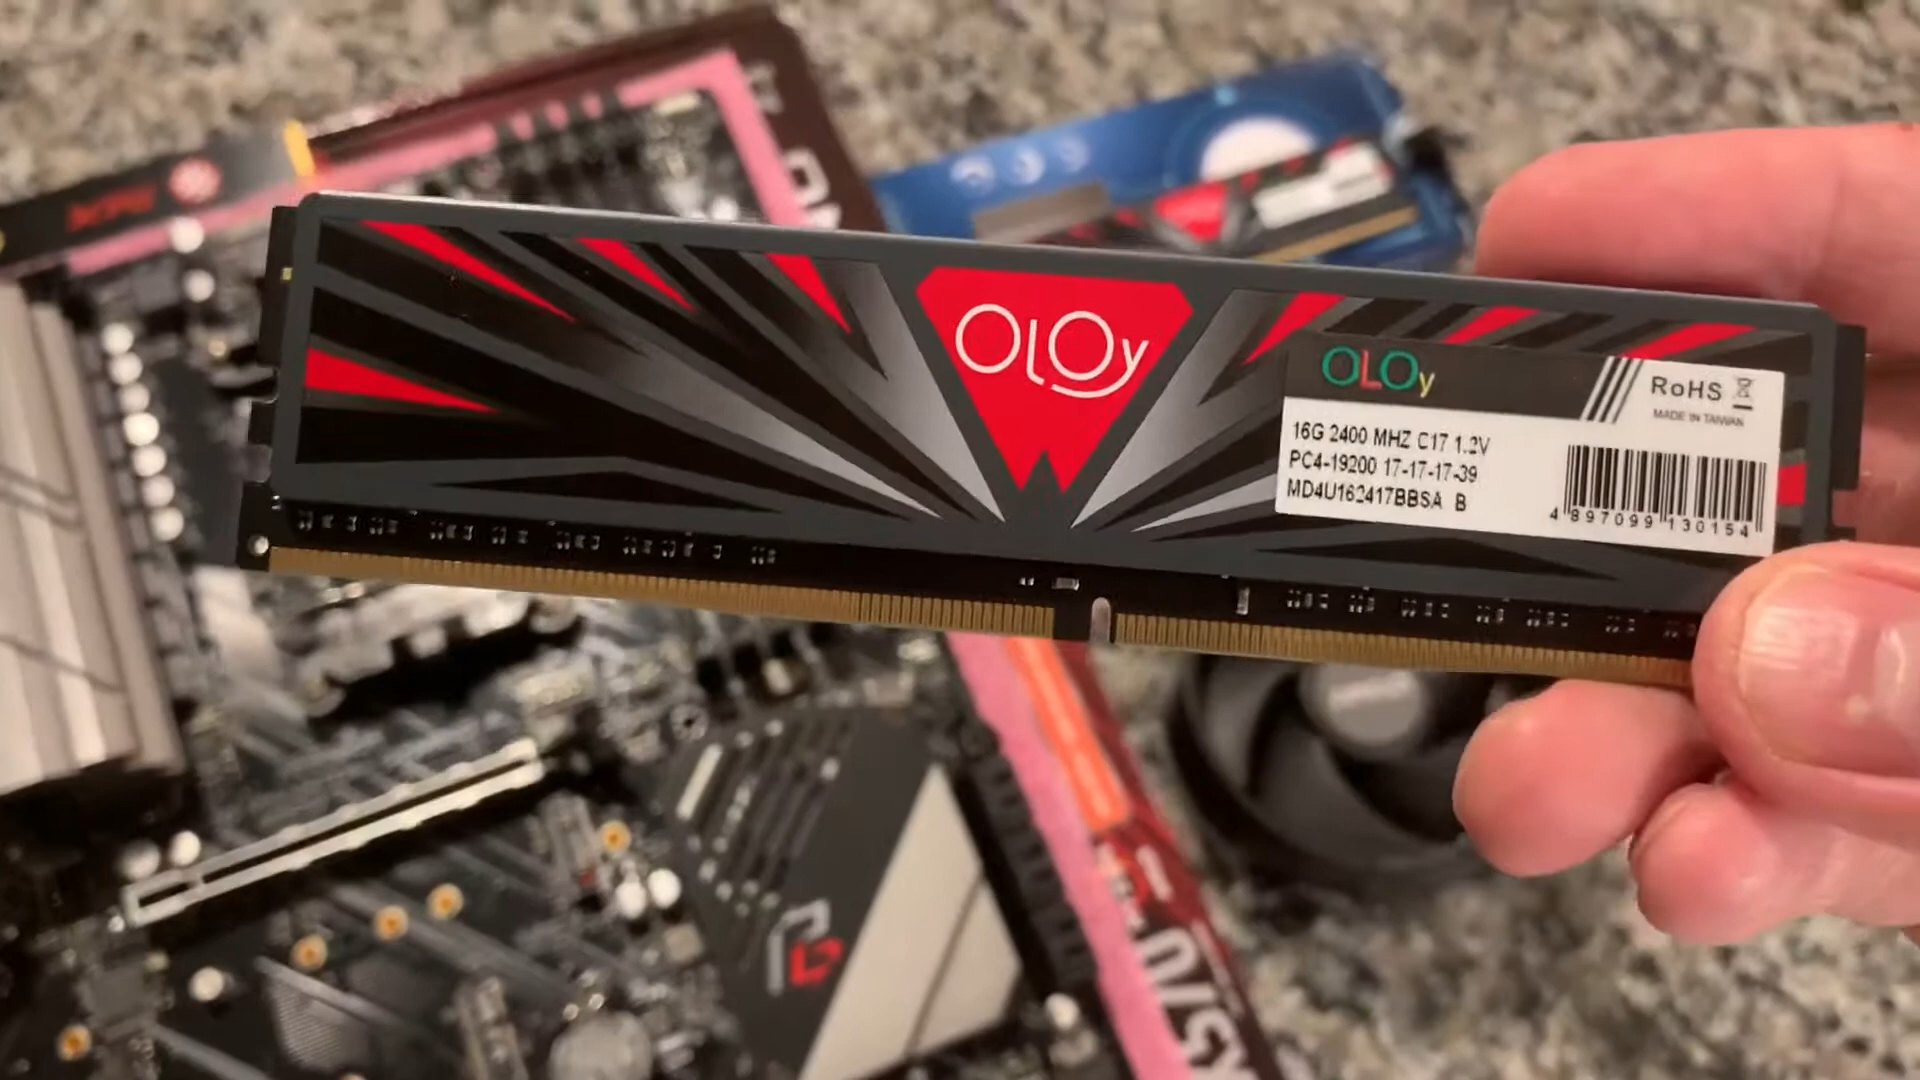 OLOy
OLOy
RoHS
MADE IN TAIWAN
16G 2400 MHZ C17 1.2V
PC4-19200 17-17-17-39
MD4U162417BBSA B
4 897099 130154